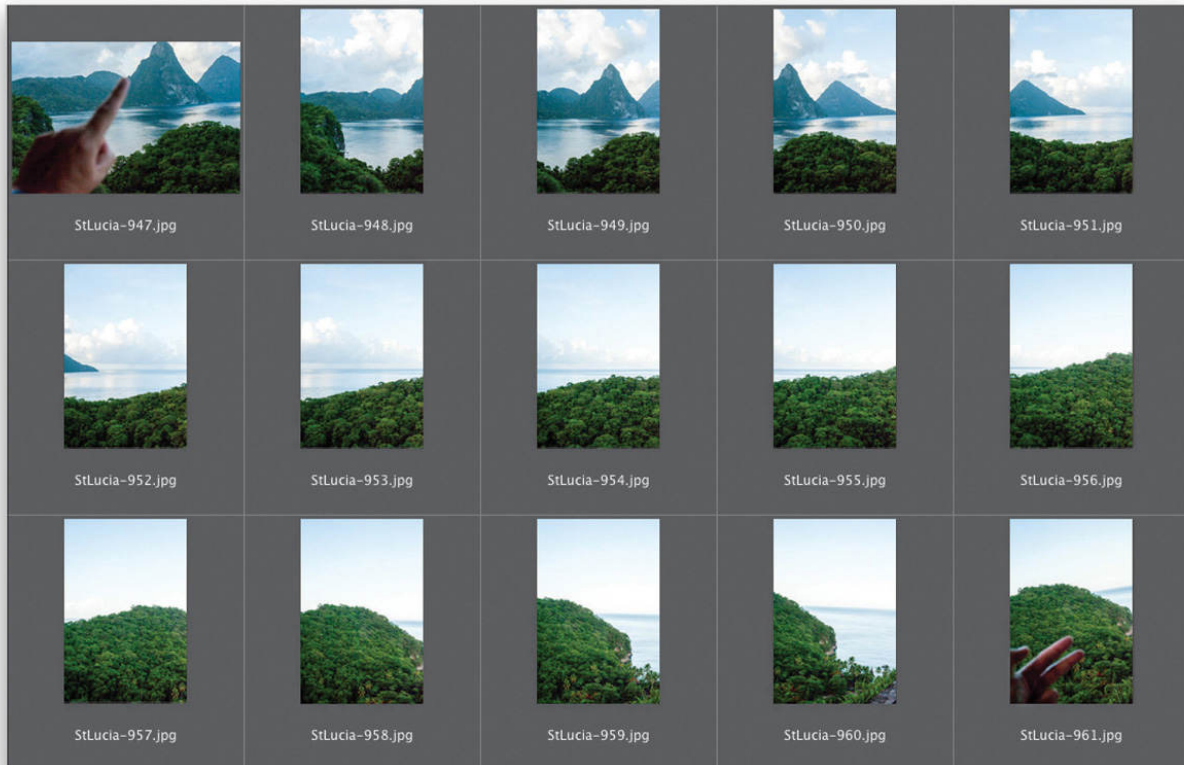 StLucia-947.jpg
StLucia-948.jpg
StLucia-949.jpg
StLucia-950.jpg
StLucia-951.jpg
StLucia-952.jpg
StLucia-953.jpg
StLucia-954.jpg
StLucia-955.jpg
StLucia-956.jpg
StLucia-957.jpg
StLucia-958.jpg
StLucia-959.jpg
StLucia-960.jpg
StLucia-961.jpg